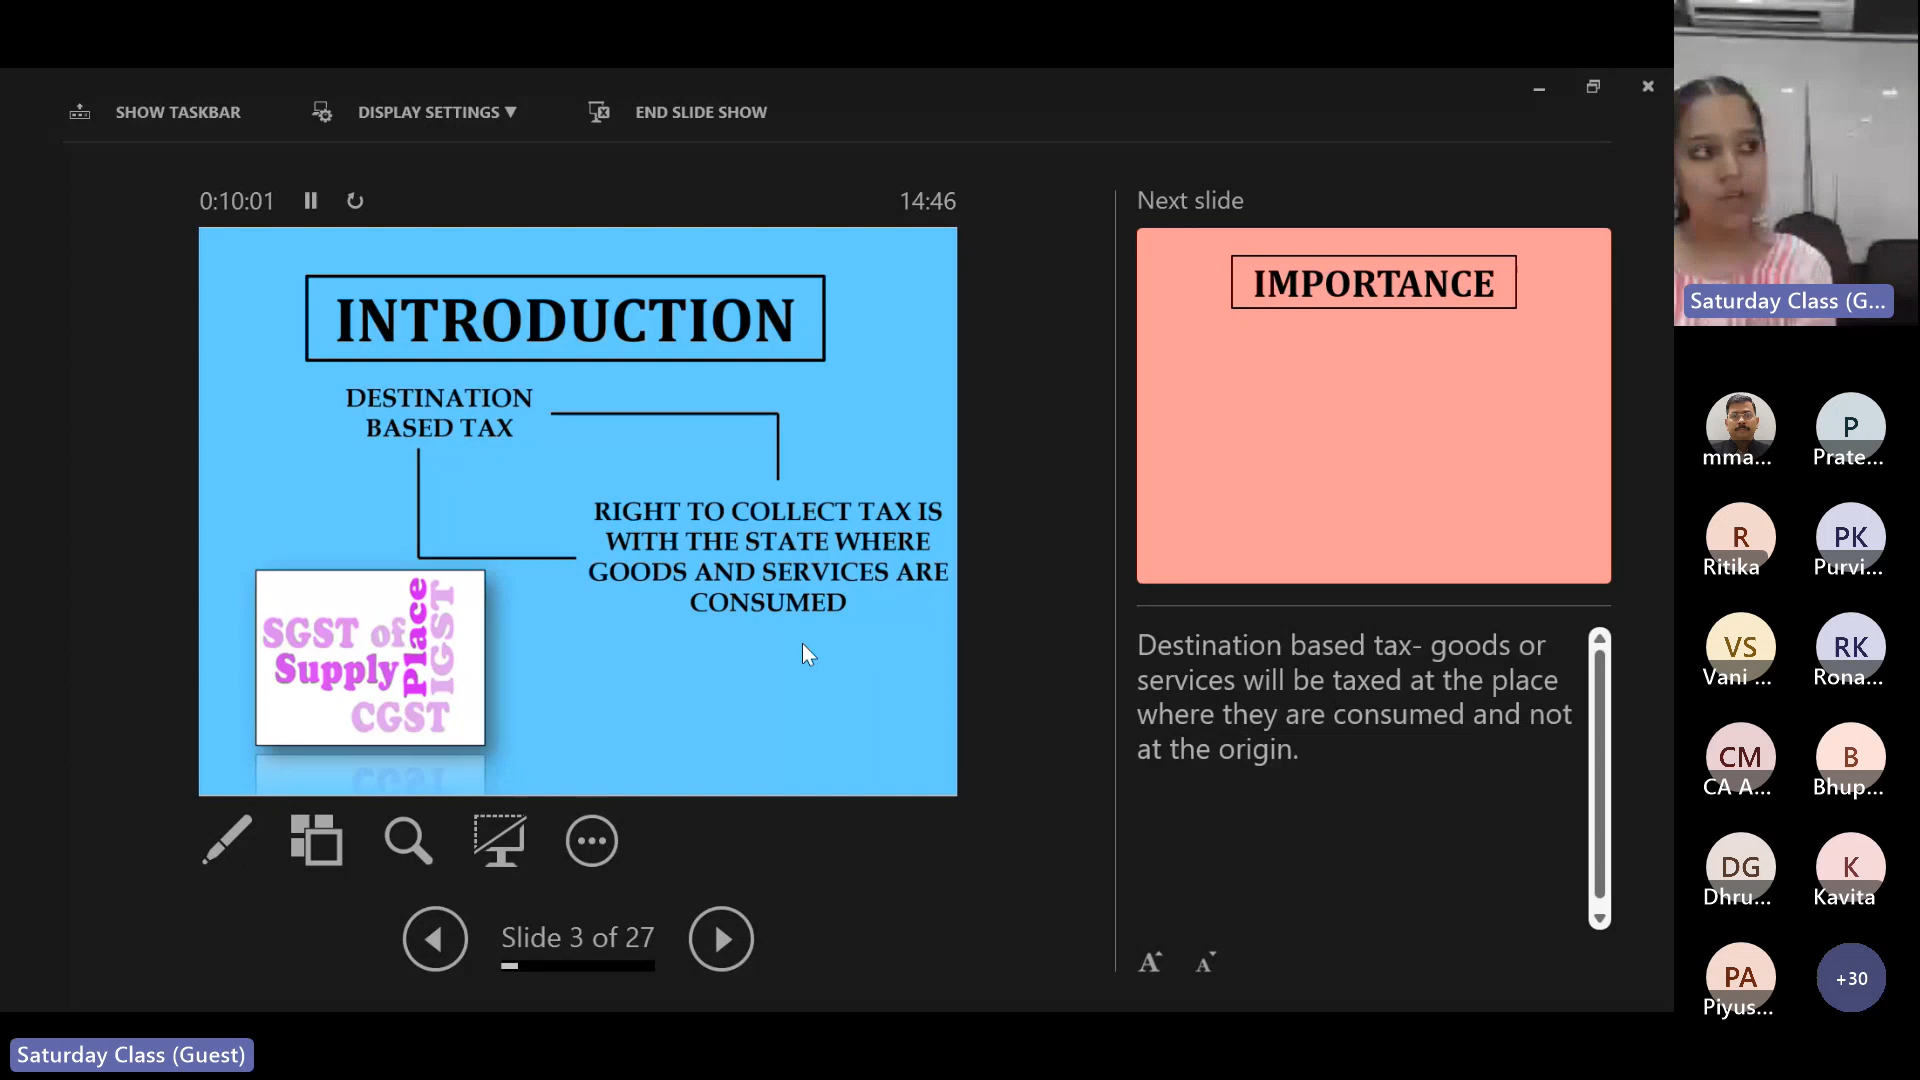 SHOW TASKBAR
DISPLAY SETTINGS ▼
END SLIDE SHOW
0:10:01
14:46
INTRODUCTION
DESTINATION
BASED TAX
RIGHT TO COLLECT TAX IS
WITH THE STATE WHERE
GOODS AND SERVICES ARE
CONSUMED
SGST of
Supply
Place
IGST
CGST
Slide 3 of 27
Next slide
IMPORTANCE
Destination based tax- goods or
services will be taxed at the place
where they are consumed and not
at the origin.
A A
Saturday Class (G...
mma...
P
Prate...
R
Ritika
PK
Purvi...
VS
Vani ...
RK
Rona...
CM
CA A...
B
Bhup...
DG
Dhru...
K
Kavita
PA
Piyus...
+30
Saturday Class (Guest)